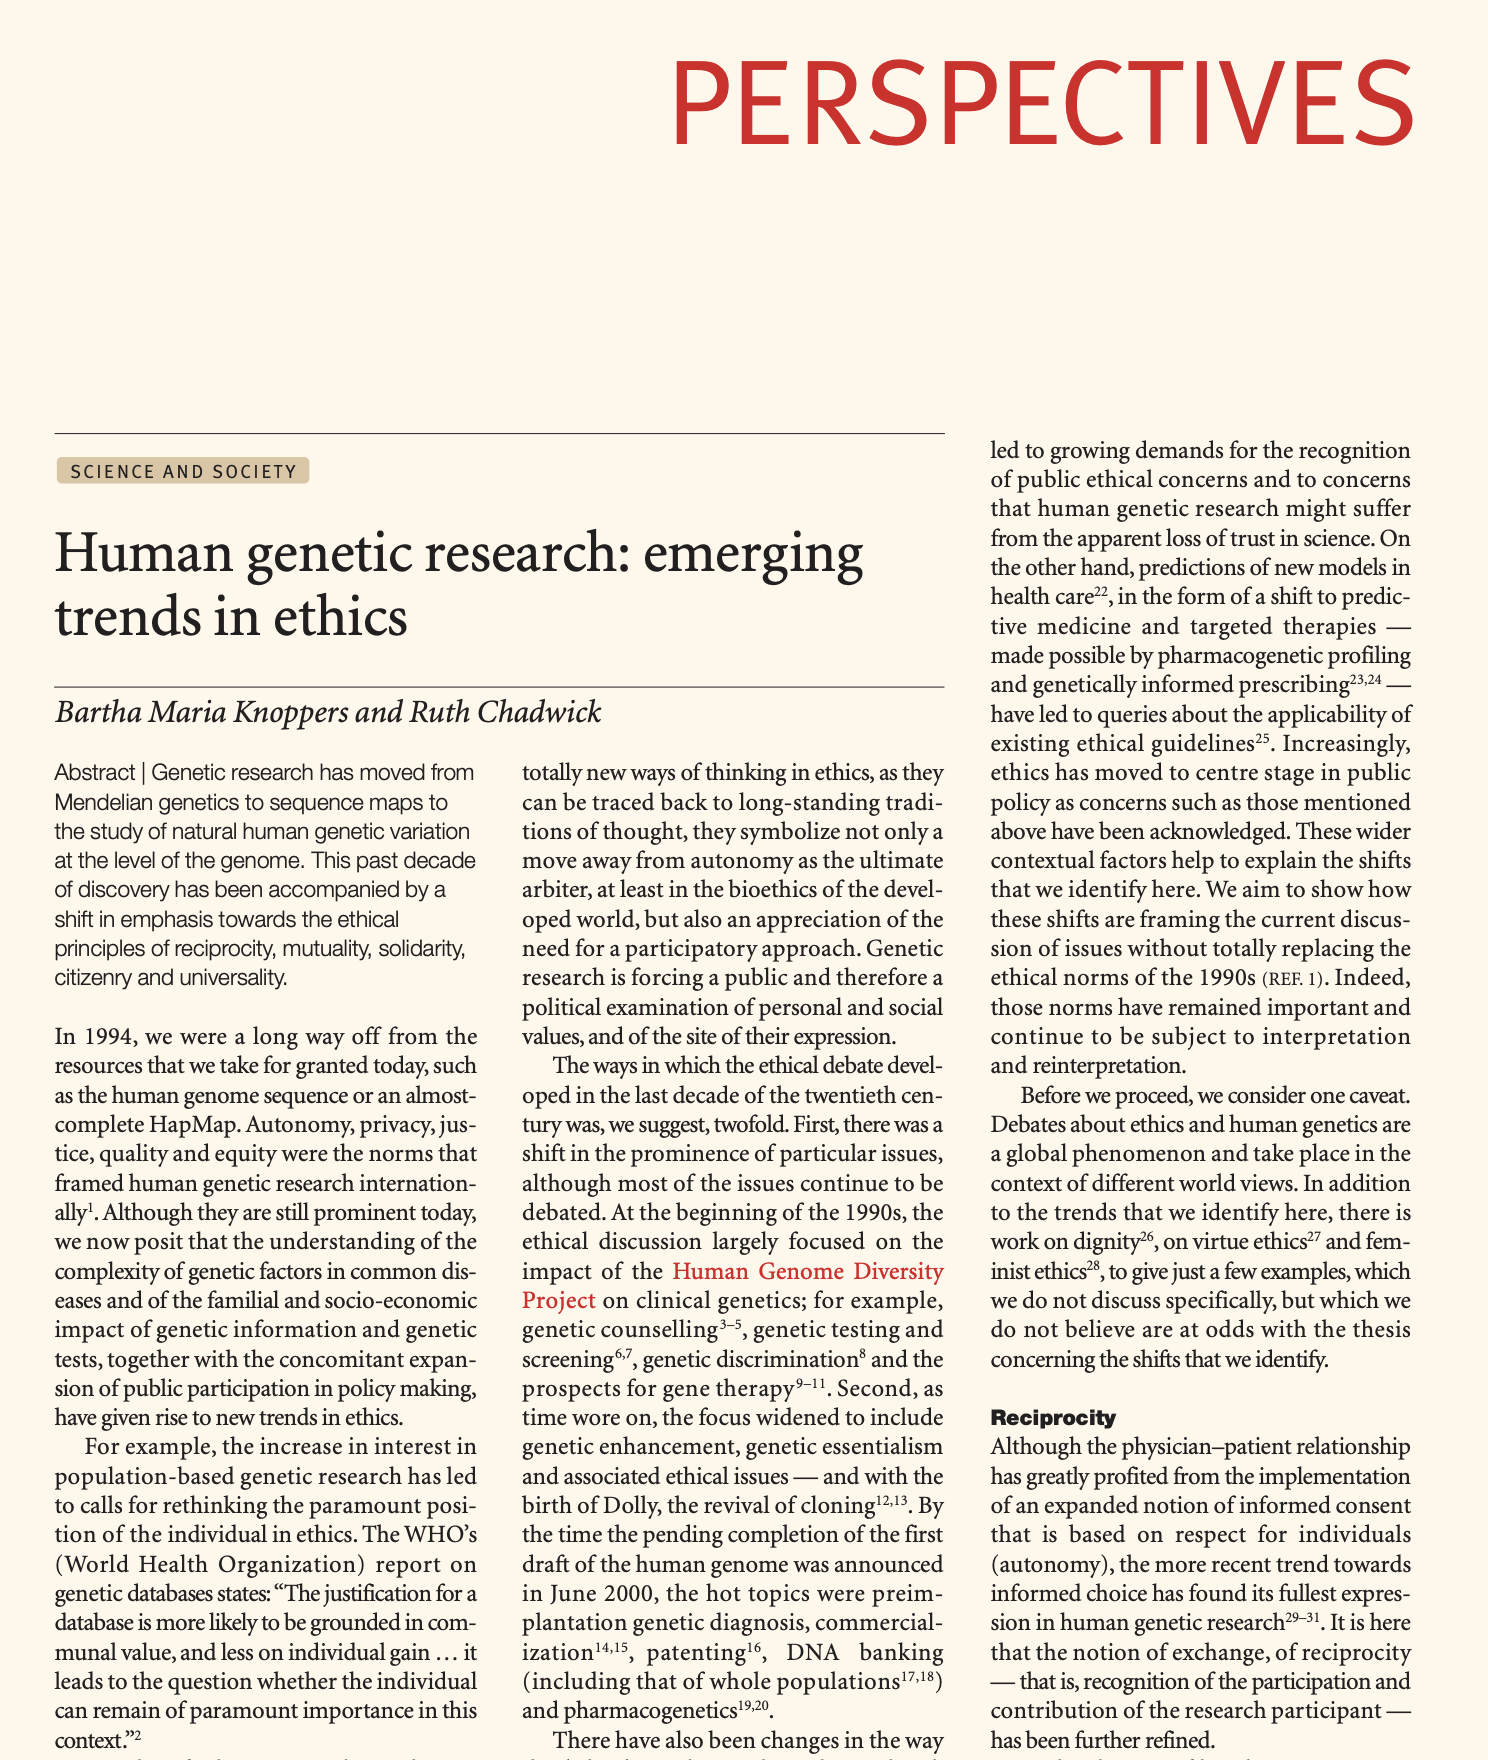 PERSPECTIVES
SCIENCE AND SOCIETY
Human genetic research: emerging
trends in ethics
Bartha Maria Knoppers and Ruth Chadwick
Abstract | Genetic research has moved from
Mendelian genetics to sequence maps to
the study of natural human genetic variation
at the level of the genome. This past decade
of discovery has been accompanied by a
shift in emphasis towards the ethical
principles of reciprocity, mutuality, solidarity,
citizenry and universality.
In 1994, we were a long way off from the
resources that we take for granted today, such
as the human genome sequence or an almost-
complete HapMap. Autonomy, privacy, jus-
tice, quality and equity were the norms that
framed human genetic research internation-
ally1. Although they are still prominent today,
we now posit that the understanding of the
complexity of genetic factors in common dis-
eases and of the familial and socio-economic
impact of genetic information and genetic
tests, together with the concomitant expan-
sion of public participation in policy making,
have given rise to new trends in ethics.
For example, the increase in interest in
population-based genetic research has led
to calls for rethinking the paramount posi-
tion of the individual in ethics. The WHO’s
(World Health Organization) report on
genetic databases states: “The justification for a
database is more likely to be grounded in com-
munal value, and less on individual gain … it
leads to the question whether the individual
can remain of paramount importance in this
context.”2
totally new ways of thinking in ethics, as they
can be traced back to long-standing tradi-
tions of thought, they symbolize not only a
move away from autonomy as the ultimate
arbiter, at least in the bioethics of the devel-
oped world, but also an appreciation of the
need for a participatory approach. Genetic
research is forcing a public and therefore a
political examination of personal and social
values, and of the site of their expression.
The ways in which the ethical debate devel-
oped in the last decade of the twentieth cen-
tury was, we suggest, twofold. First, there was a
shift in the prominence of particular issues,
although most of the issues continue to be
debated. At the beginning of the 1990s, the
ethical discussion largely focused on the
impact of the Human Genome Diversity
Project on clinical genetics; for example,
genetic counselling3–5, genetic testing and
screening6,7, genetic discrimination8 and the
prospects for gene therapy9–11. Second, as
time wore on, the focus widened to include
genetic enhancement, genetic essentialism
and associated ethical issues — and with the
birth of Dolly, the revival of cloning12,13. By
the time the pending completion of the first
draft of the human genome was announced
in June 2000, the hot topics were preim-
plantation genetic diagnosis, commercial-
ization14,15, patenting16, DNA banking
(including that of whole populations17,18)
and pharmacogenetics19,20.
There have also been changes in the way
led to growing demands for the recognition
of public ethical concerns and to concerns
that human genetic research might suffer
from the apparent loss of trust in science. On
the other hand, predictions of new models in
health care22, in the form of a shift to predic-
tive medicine and targeted therapies —
made possible by pharmacogenetic profiling
and genetically informed prescribing23,24 —
have led to queries about the applicability of
existing ethical guidelines25. Increasingly,
ethics has moved to centre stage in public
policy as concerns such as those mentioned
above have been acknowledged. These wider
contextual factors help to explain the shifts
that we identify here. We aim to show how
these shifts are framing the current discus-
sion of issues without totally replacing the
ethical norms of the 1990s (REF. 1). Indeed,
those norms have remained important and
continue to be subject to interpretation
and reinterpretation.
Before we proceed, we consider one caveat.
Debates about ethics and human genetics are
a global phenomenon and take place in the
context of different world views. In addition
to the trends that we identify here, there is
work on dignity26, on virtue ethics27 and fem-
inist ethics28, to give just a few examples, which
we do not discuss specifically, but which we
do not believe are at odds with the thesis
concerning the shifts that we identify.
Reciprocity
Although the physician–patient relationship
has greatly profited from the implementation
of an expanded notion of informed consent
that is based on respect for individuals
(autonomy), the more recent trend towards
informed choice has found its fullest expres-
sion in human genetic research29–31. It is here
that the notion of exchange, of reciprocity
— that is, recognition of the participation and
contribution of the research participant —
has been further refined.